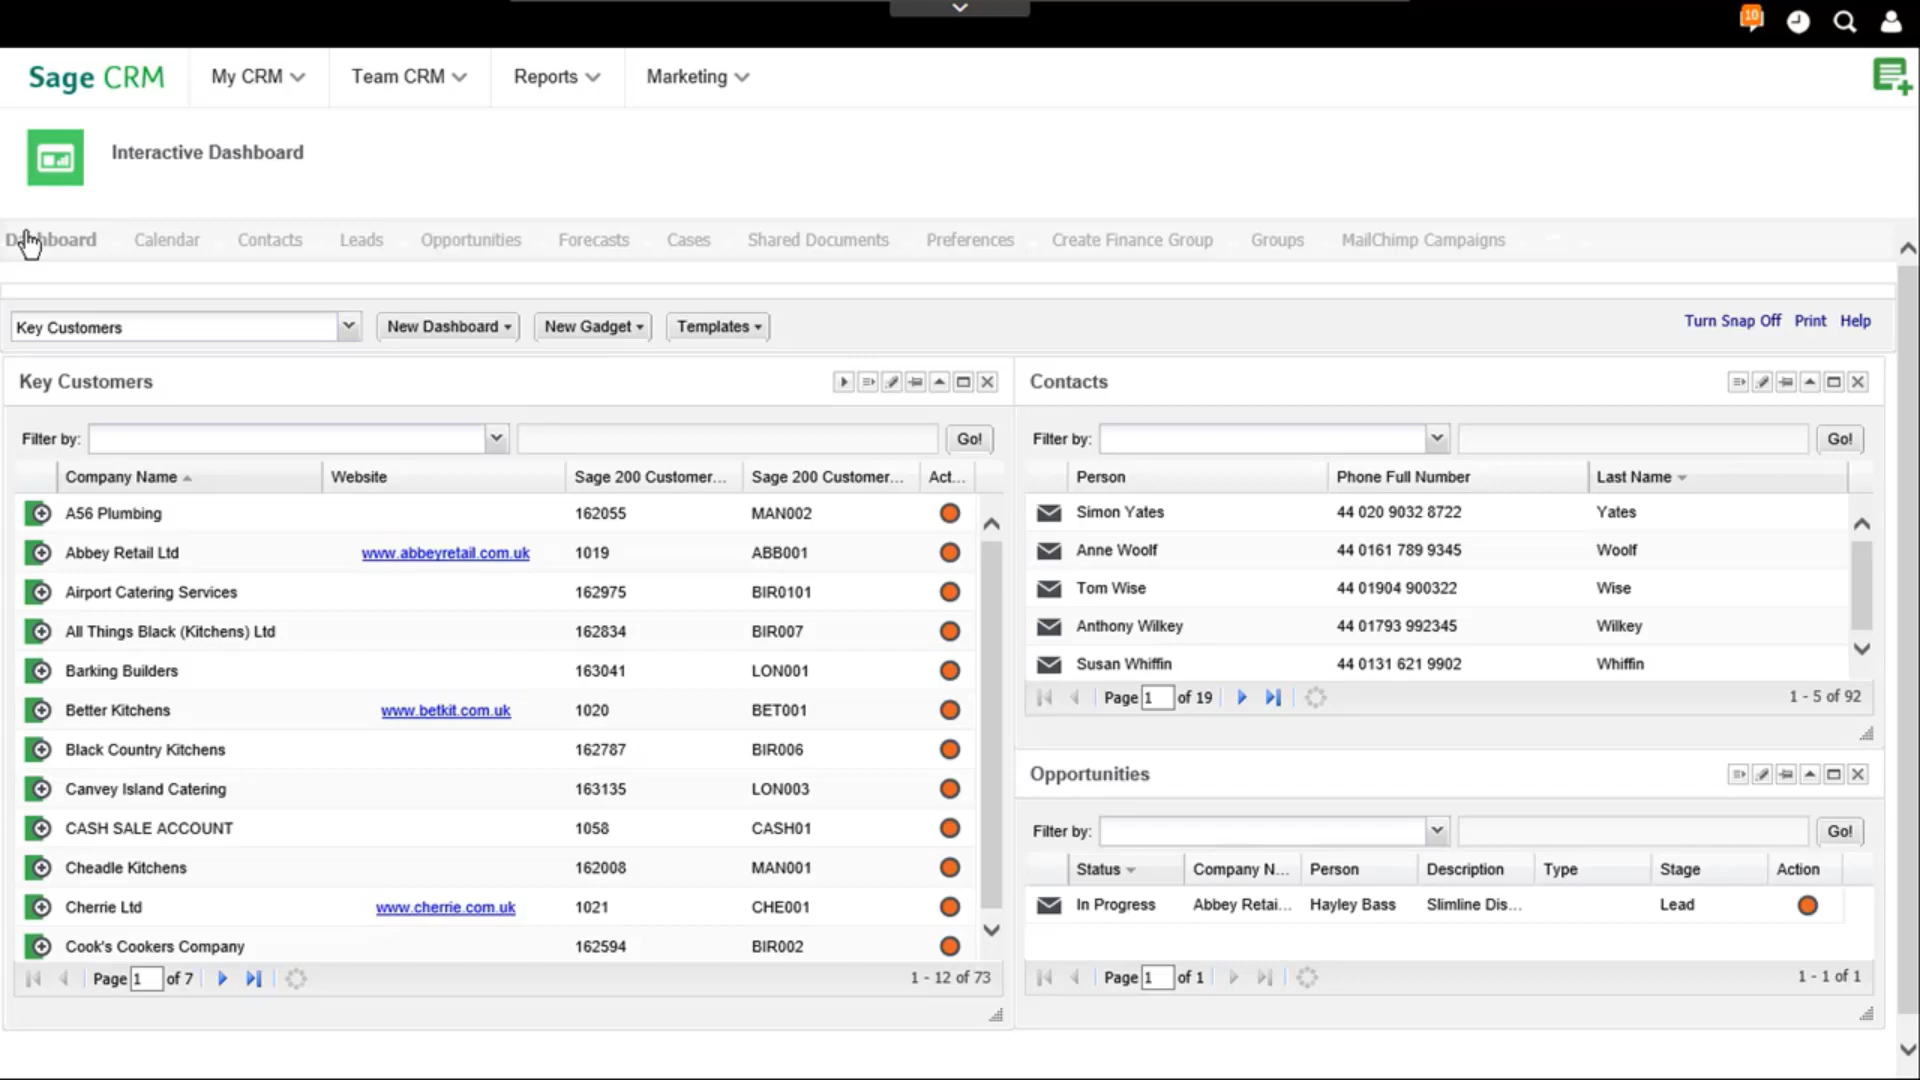 10
Sage CRM My CRM Team CRM Reports Marketing
Interactive Dashboard
Dashboard Calendar Contacts Leads Opportunities Forecasts Cases Shared Documents Preferences Create Finance Group Groups MailChimp Campaigns
Key Customers New Dashboard New Gadget Templates Turn Snap Off Print Help
Key Customers
Filter by: Go!
Company Name Website Sage 200 Customer... Sage 200 Customer... Act...
A56 Plumbing 162055 MAN002
Abbey Retail Ltd www.abbeyretail.com.uk 1019 ABB001
Airport Catering Services 162975 BIR0101
All Things Black (Kitchens) Ltd 162834 BIR007
Barking Builders 163041 LON001
Better Kitchens www.betkit.com.uk 1020 BET001
Black Country Kitchens 162787 BIR006
Canvey Island Catering 163135 LON003
CASH SALE ACCOUNT 1058 CASH01
Cheadle Kitchens 162008 MAN001
Cherrie Ltd www.cherrie.com.uk 1021 CHE001
Cook's Cookers Company 162594 BIR002
Page 1 of 7 1 - 12 of 73
Contacts
Filter by: Go!
Person Phone Full Number Last Name
Simon Yates 44 020 9032 8722 Yates
Anne Woolf 44 0161 789 9345 Woolf
Tom Wise 44 01904 900322 Wise
Anthony Wilkey 44 01793 992345 Wilkey
Susan Whiffin 44 0131 621 9902 Whiffin
Page 1 of 19 1 - 5 of 92
Opportunities
Filter by: Go!
Status Company N... Person Description Type Stage Action
In Progress Abbey Retai... Hayley Bass Slimline Dis... Lead
Page 1 of 1 1 - 1 of 1